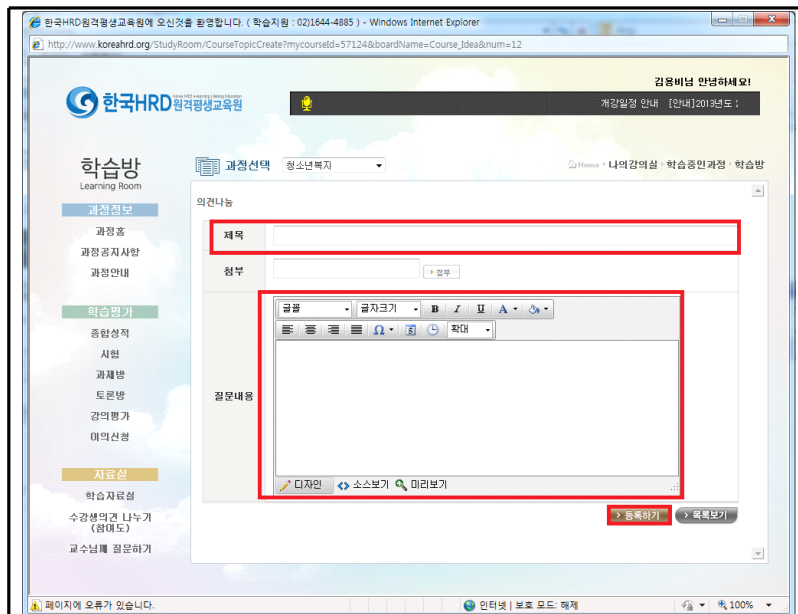 한국HRD원격평생교육원에 오신것을 환영합니다. ( 학습지원 : 02)1644-4885 ) - Windows Internet Explorer
http://www.koreahrd.org/StudyRoom/CourseTopicCreate?mycourseId=57124&boardName=Course_Idea&num=12
김용비님 안녕하세요!
한국HRD원격평생교육원
개강일정 안내 [안내]2013년도
학습방
Learning Room
과정선택 청소년복지
Home 나의강의실 학습중인과정 학습방
과정정보
과정홈
과정공지사항
과정안내
학습평가
종합성적
시험
과제방
토론방
강의평가
이의신청
자료실
학습자료실
수강생의견 나누기
(참여도)
교수님께 질문하기
의견나눔
제목
첨부
첨부
질문내용
글꼴 글자크기 B I U A
Ω 확대
디자인 소스보기 미리보기
등록하기 목록보기
페이지에 오류가 있습니다. 인터넷 | 보호 모드: 해제 100%